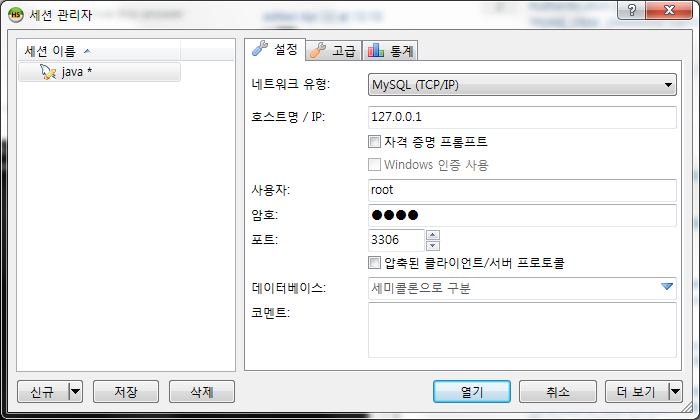 HS 세션 관리자
세션 이름
java *
설정 고급 통계
네트워크 유형: MySQL (TCP/IP)
호스트명 / IP: 127.0.0.1
자격 증명 프롬프트
Windows 인증 사용
사용자: root
암호: ●●●●
포트: 3306
압축된 클라이언트/서버 프로토콜
데이터베이스: 세미콜론으로 구분
코멘트:
신규 저장 삭제 열기 취소 더 보기